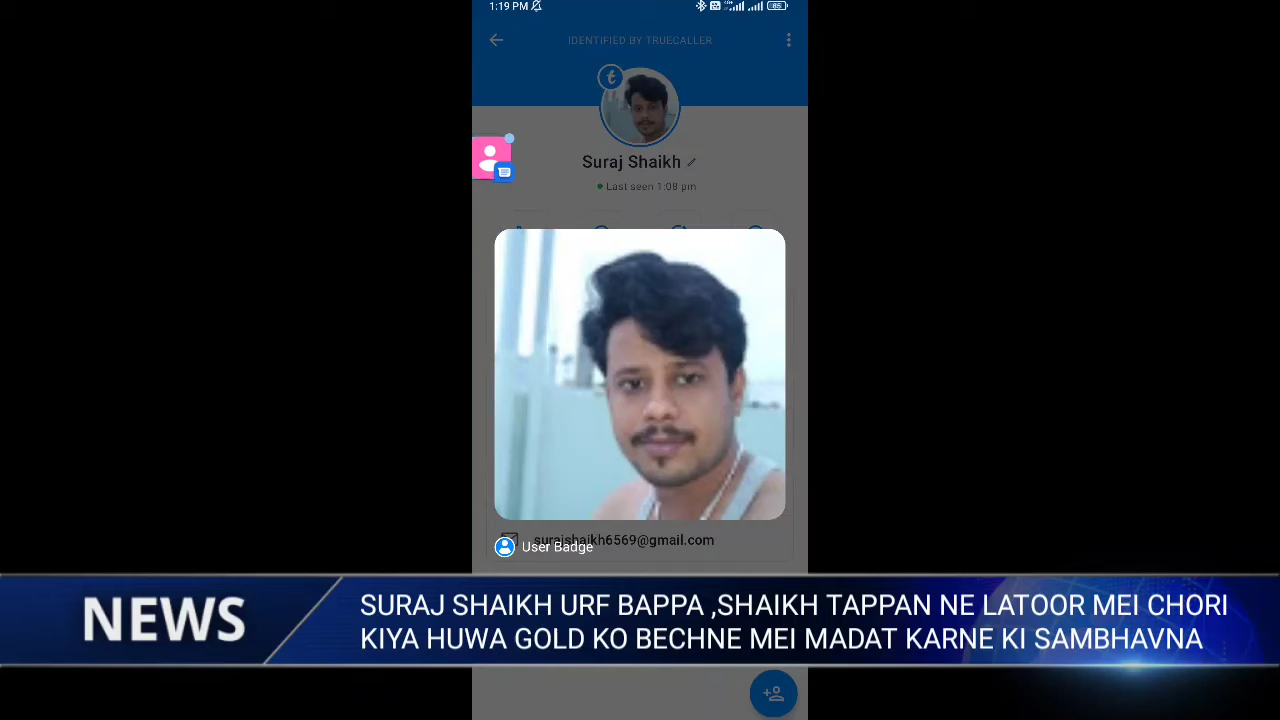 1:19 PM
85
IDENTIFIED BY TRUECALLER
t
Suraj Shaikh
Last seen 1:08 pm
surajshaikh6569@gmail.com
User Badge
NEWS
SURAJ SHAIKH URF BAPPA ,SHAIKH TAPPAN NE LATOOR MEI CHORI
KIYA HUWA GOLD KO BECHNE MEI MADAT KARNE KI SAMBHAVNA